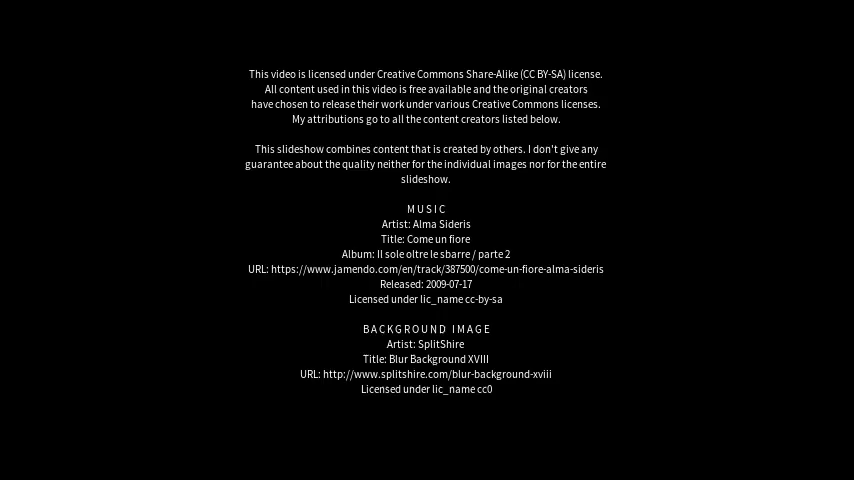 This video is licensed under Creative Commons Share-Alike (CC BY-SA) license.
All content used in this video is free available and the original creators
have chosen to release their work under various Creative Commons licenses.
My attributions go to all the content creators listed below.
This slideshow combines content that is created by others. I don't give any
guarantee about the quality neither for the individual images nor for the entire
slideshow.
MUSIC
Artist: Alma Sideris
Title: Come un fiore
Album: Il sole oltre le sbarre / parte 2
URL: https://www.jamendo.com/en/track/387500/come-un-fiore-alma-sideris
Released: 2009-07-17
Licensed under lic_name cc-by-sa
BACKGROUND IMAGE
Artist: SplitShire
Title: Blur Background XVIII
URL: http://www.splitshire.com/blur-background-xviii
Licensed under lic_name cc0